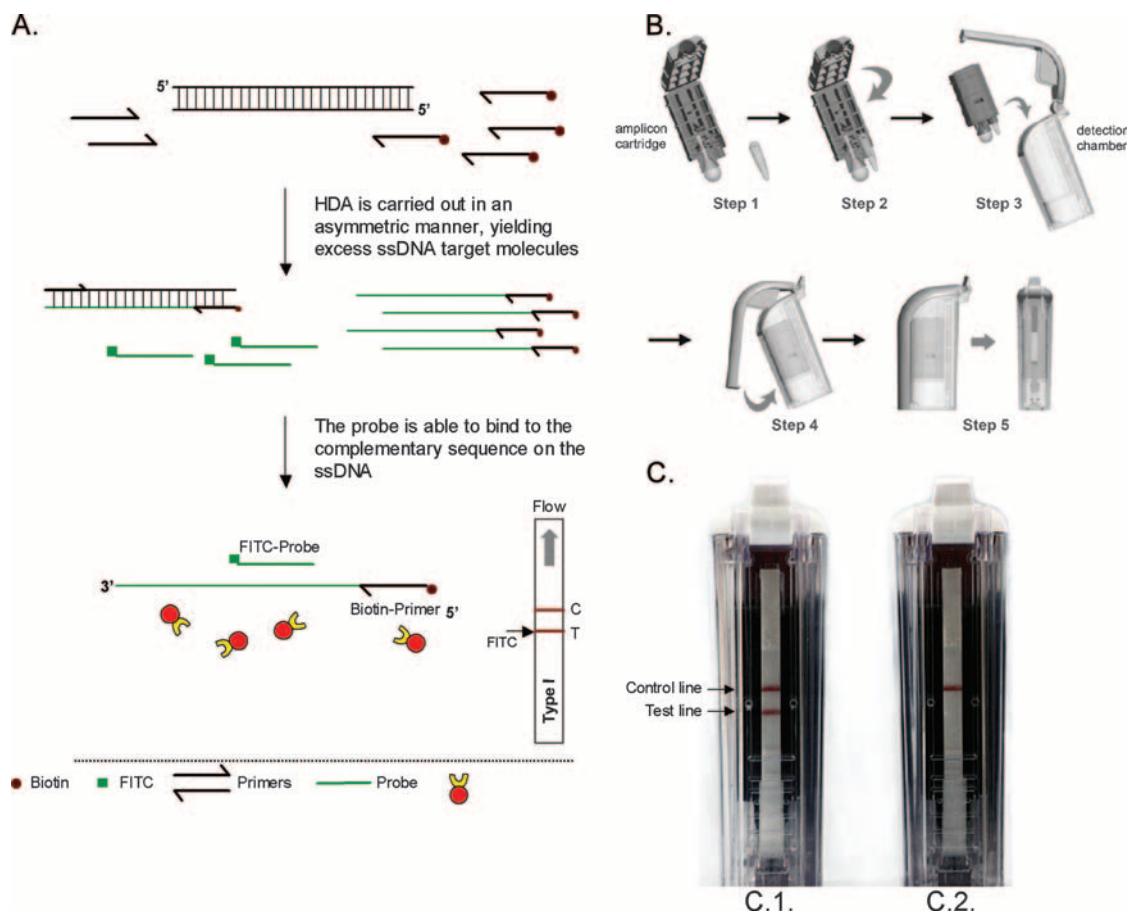 A.
5’
5’
HDA is carried out in an
asymmetric manner, yielding
excess ssDNA target molecules
The probe is able to bind to the
complementary sequence on the
ssDNA
FITC-Probe
3’
Biotin-Primer
5’
Flow
C
T
FITC
Type I
Biotin
FITC
Primers
Probe
B.
amplicon
cartridge
detection
chamber
Step 1
Step 2
Step 3
Step 4
Step 5
C.
Control line
Test line
C.1.
C.2.